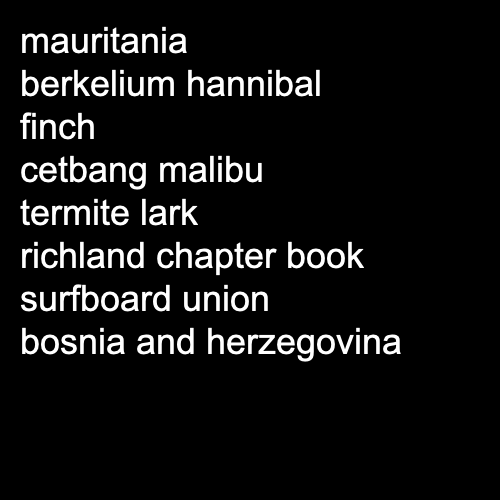 mauritania
berkelium hannibal
finch
cetbang malibu
termite lark
richland chapter book
surfboard union
bosnia and herzegovina